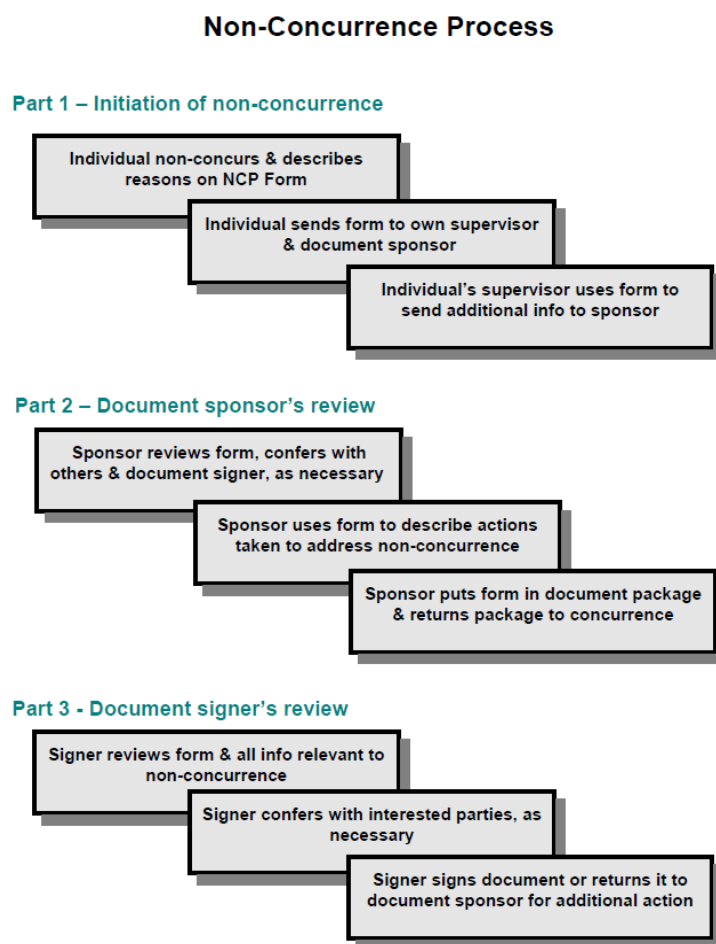 Non-Concurrence Process
Part 1 – Initiation of non-concurrence
Individual non-concurs & describes
reasons on NCP Form
Individual sends form to own supervisor
& document sponsor
Individual's supervisor uses form to
send additional info to sponsor
Part 2 – Document sponsor's review
Sponsor reviews form, confers with
others & document signer, as necessary
Sponsor uses form to describe actions
taken to address non-concurrence
Sponsor puts form in document package
& returns package to concurrence
Part 3 - Document signer's review
Signer reviews form & all info relevant to
non-concurrence
Signer confers with interested parties, as
necessary
Signer signs document or returns it to
document sponsor for additional action